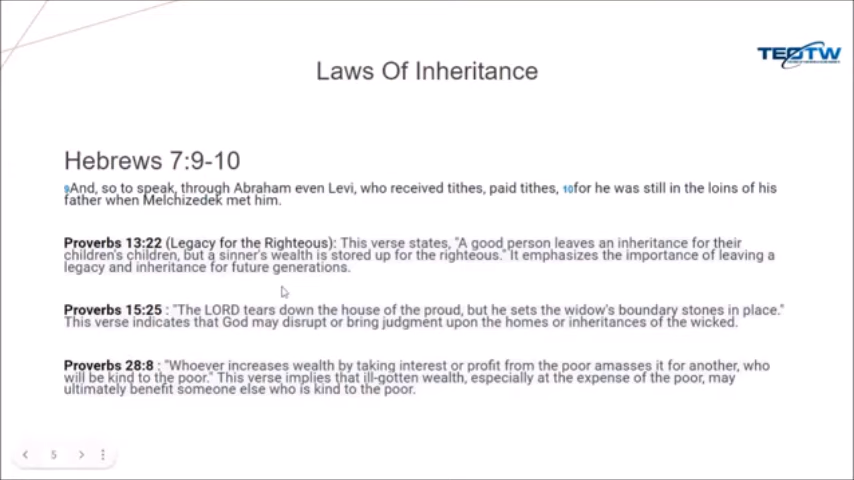 TEOTW
Laws Of Inheritance
Hebrews 7:9-10
9And, so to speak, through Abraham even Levi, who received tithes, paid tithes, 10for he was still in the loins of his
father when Melchizedek met him.
Proverbs 13:22 (Legacy for the Righteous): This verse states, "A good person leaves an inheritance for their
children's children, but a sinner's wealth is stored up for the righteous." It emphasizes the importance of leaving a
legacy and inheritance for future generations.
Proverbs 15:25 : "The LORD tears down the house of the proud, but he sets the widow's boundary stones in place."
This verse indicates that God may disrupt or bring judgment upon the homes or inheritances of the wicked.
Proverbs 28:8 : "Whoever increases wealth by taking interest or profit from the poor amasses it for another, who
will be kind to the poor." This verse implies that ill-gotten wealth, especially at the expense of the poor, may
ultimately benefit someone else who is kind to the poor.
5